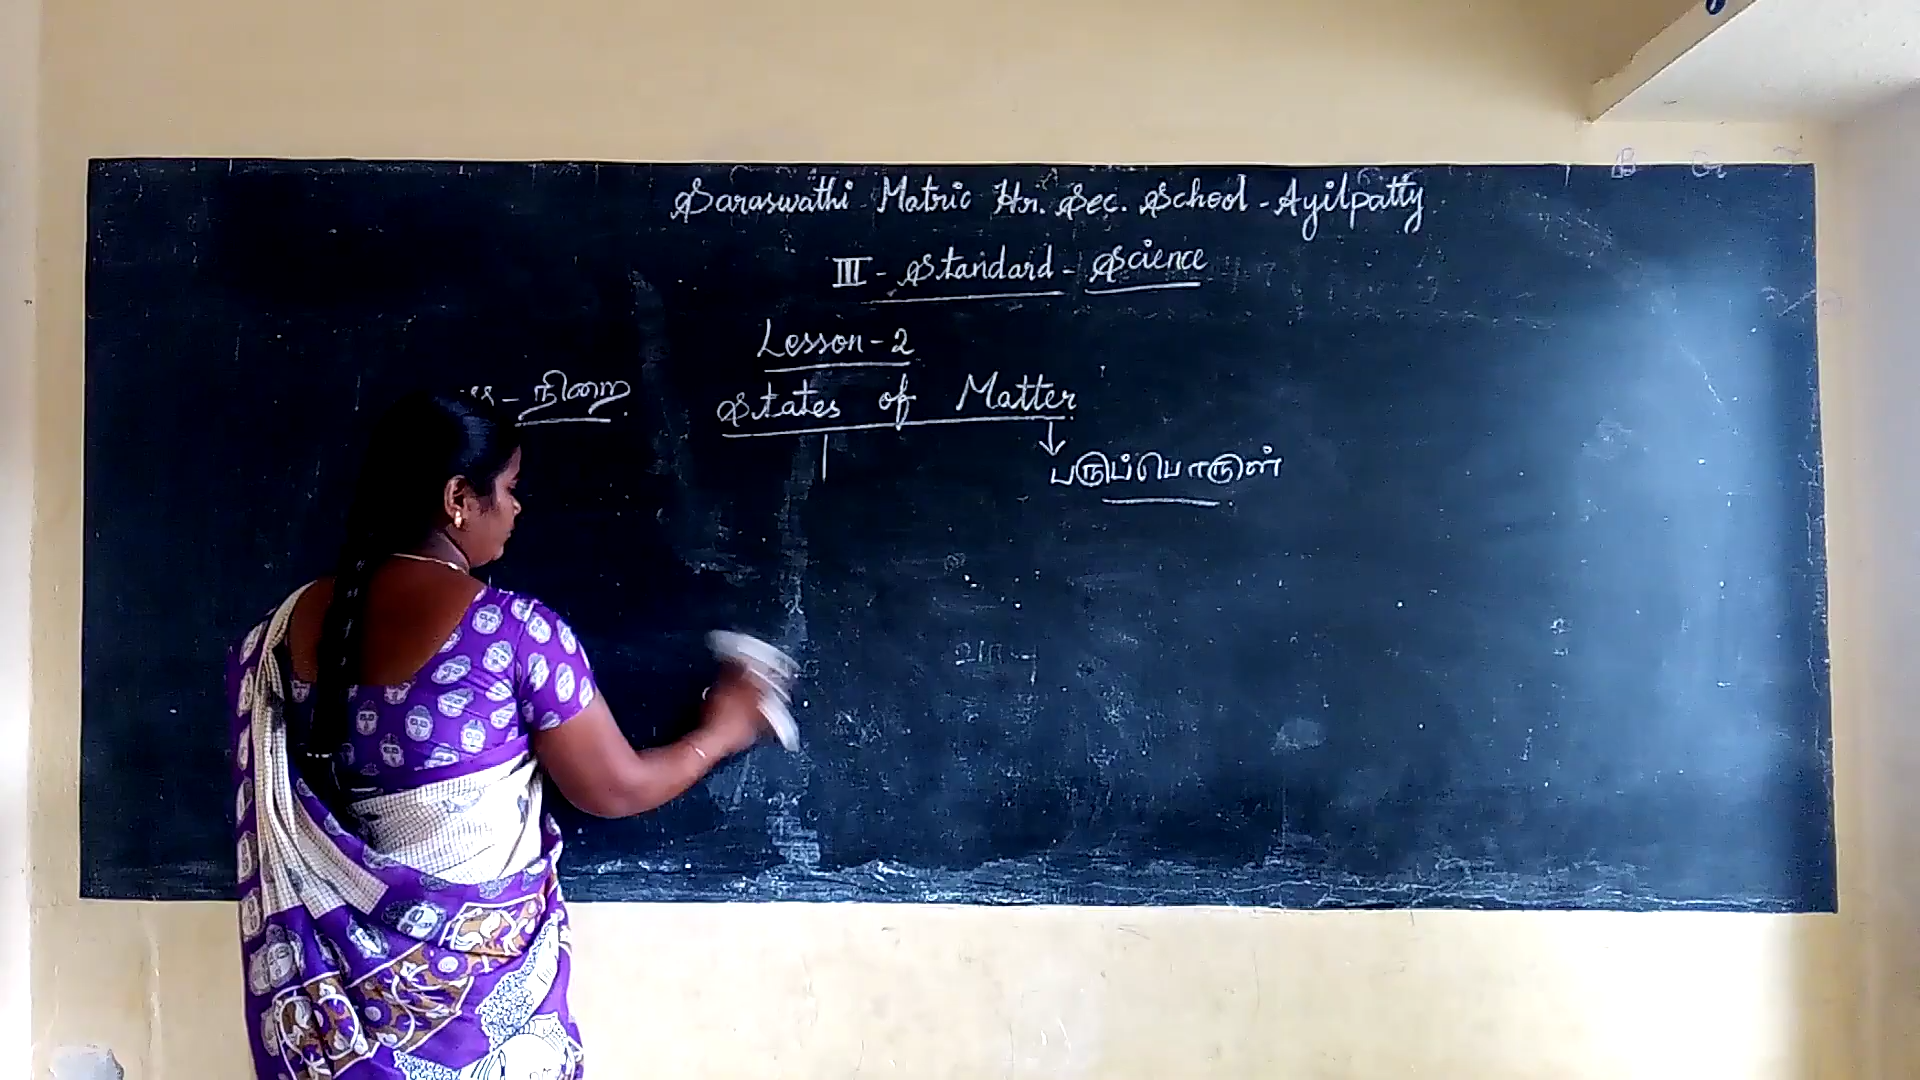 Saraswathi Matric Hr. Sec. School - Ayilpatty
III - Standard - Science
Lesson - 2
States of Matter
- நிறை
பருப்பொருள்